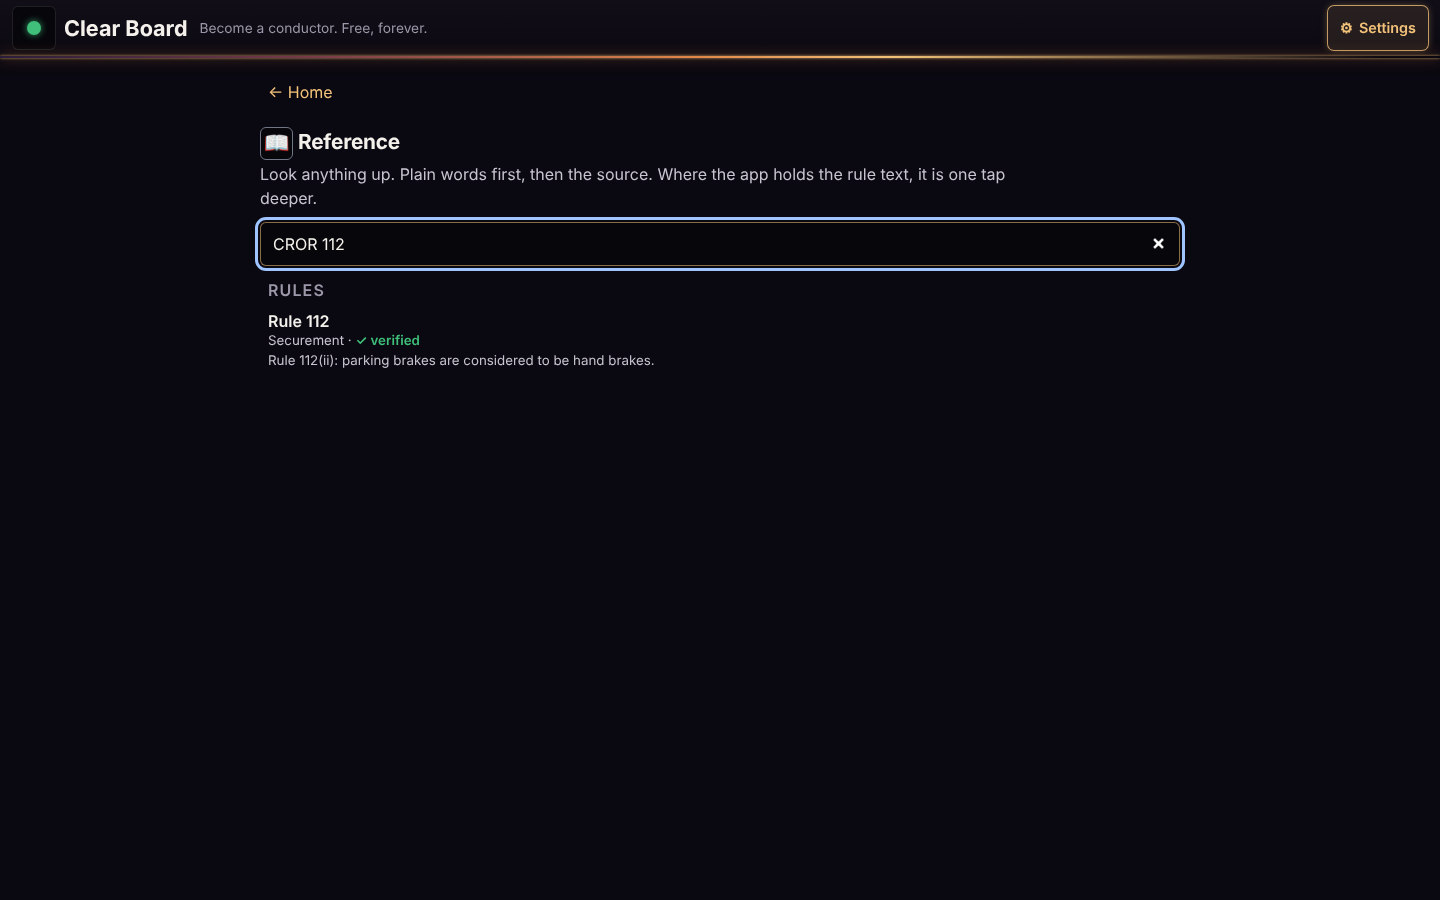 Clear Board
Become a conductor. Free, forever.
⚙ Settings
← Home
📖 Reference
Look anything up. Plain words first, then the source. Where the app holds the rule text, it is one tap
deeper.
CROR 112
×
RULES
Rule 112
Securement · ✓ verified
Rule 112(ii): parking brakes are considered to be hand brakes.